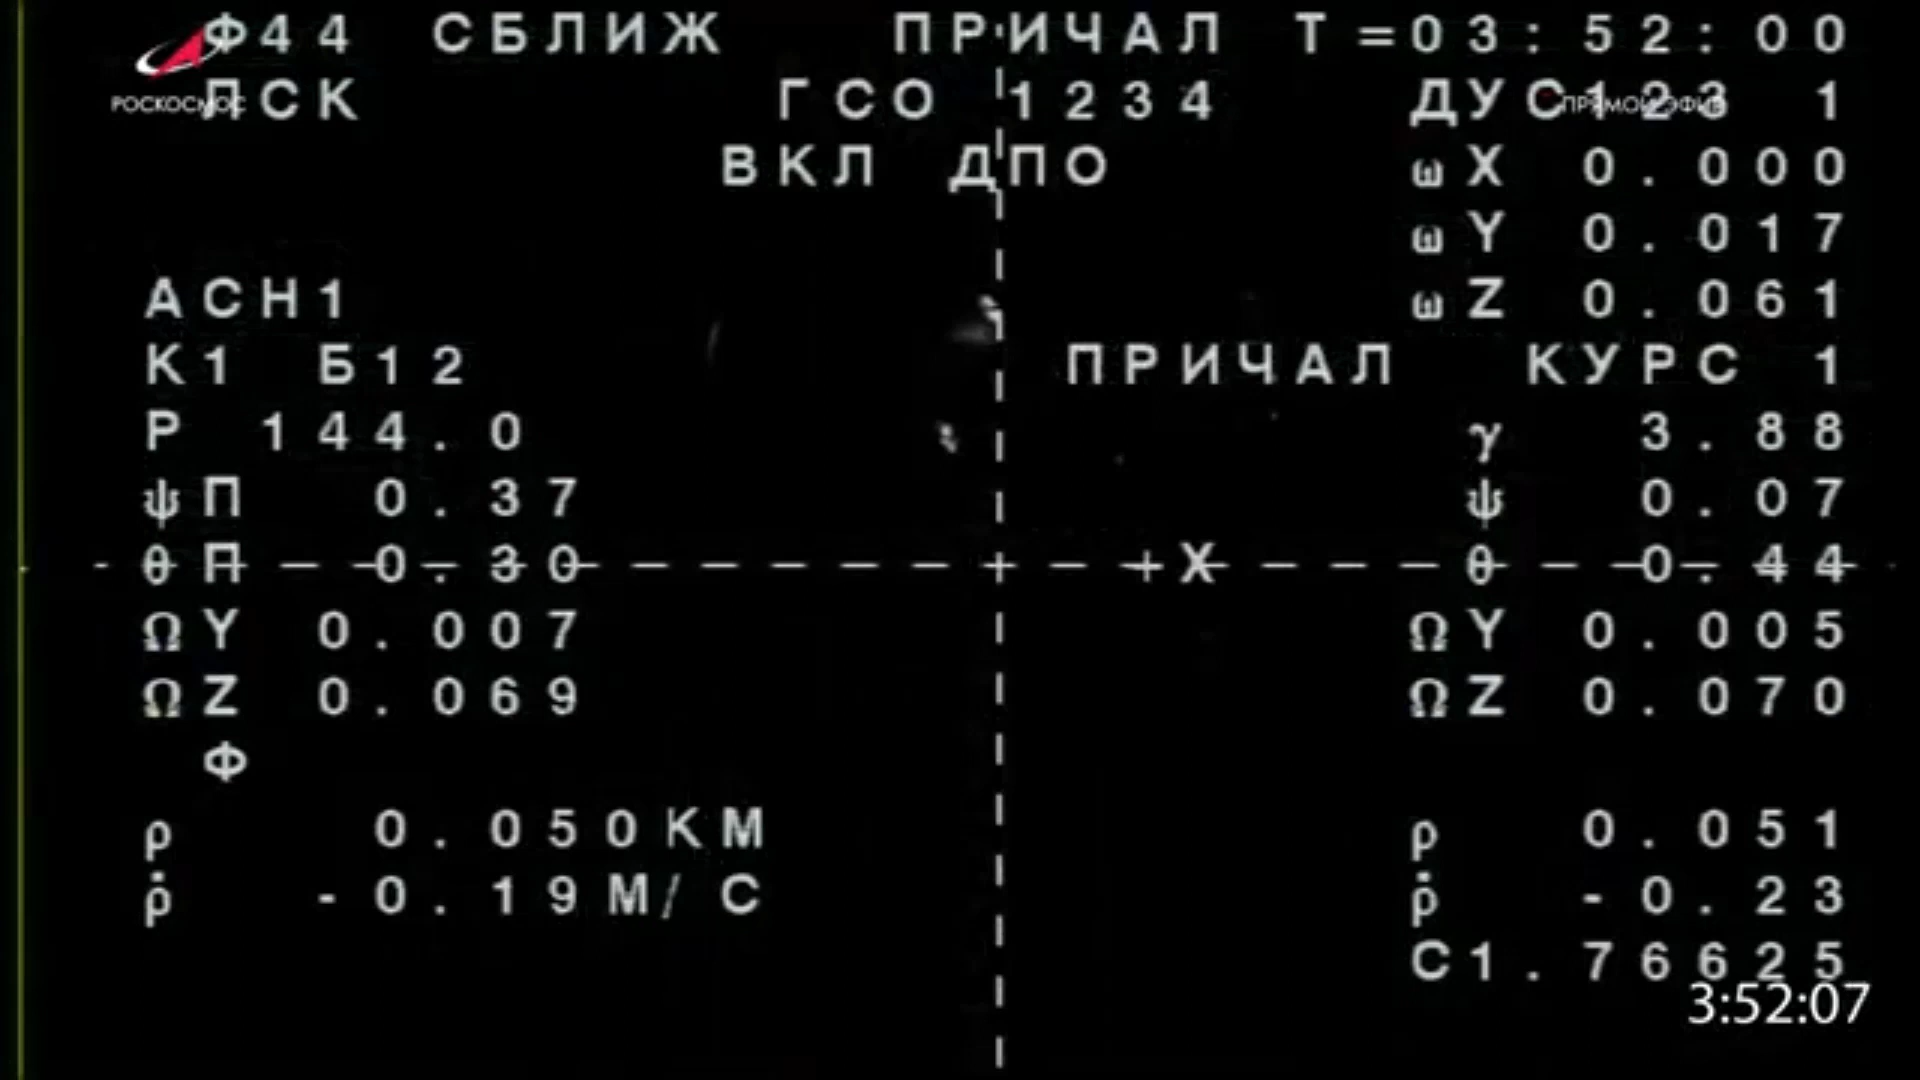 Ф44 СБЛИЖ ПРИЧАЛ Т=03:52:00
РОСКОСМОС
ПСК ГСО 1234 ДУС123 1
ПРЯМОЙ ЭФИР
ВКЛ ДПО ωX 0.000
ωY 0.017
АСН1 ωZ 0.061
К1 Б12 ПРИЧАЛ КУРС 1
Р 144.0 γ 3.88
ψП 0.37 ψ 0.07
θП 0.30 +X θ 0.44
ΩY 0.007 ΩY 0.005
ΩZ 0.069 ΩZ 0.070
Ф
ρ 0.050КМ ρ 0.051
ρ̇ -0.19М/С ρ̇ -0.23
С1.76625
3:52:07